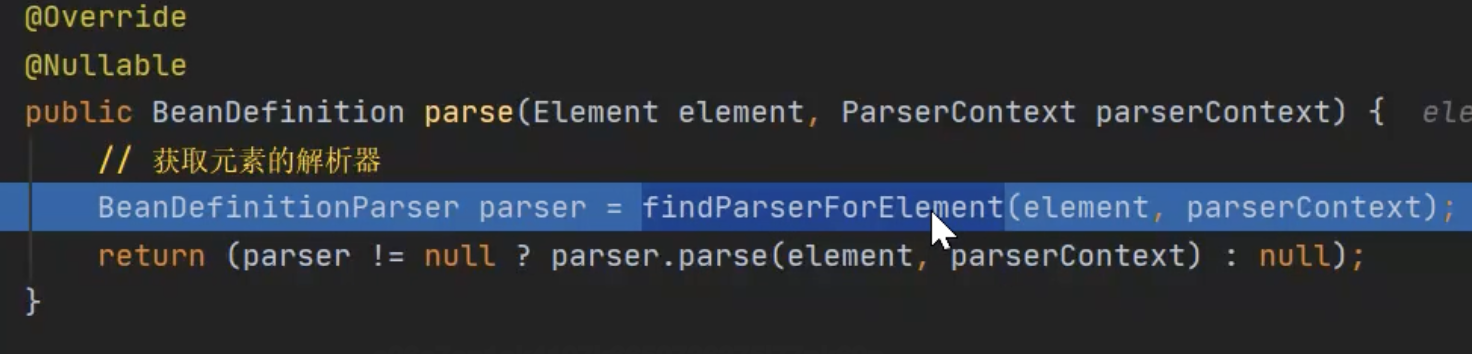 @Override
@Nullable
public BeanDefinition parse(Element element, ParserContext parserContext) { ele
// 获取元素的解析器
BeanDefinitionParser parser = findParserForElement(element, parserContext);
return (parser != null ? parser.parse(element, parserContext) : null);
}